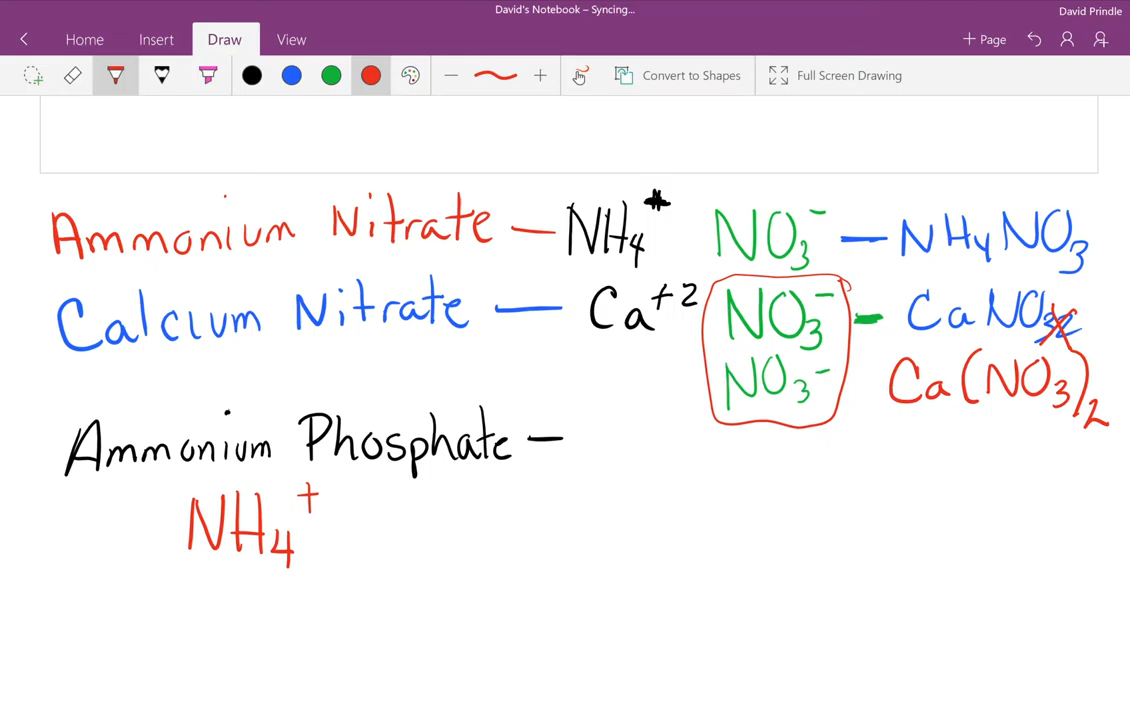 David's Notebook – Syncing...
David Prindle
Home Insert Draw View + Page
Convert to Shapes Full Screen Drawing
Ammonium Nitrate — NH₄⁺ NO₃⁻ — NH₄NO₃
Calcium Nitrate — Ca⁺² NO₃⁻ - CaNO₃₂
NO₃⁻ Ca(NO₃)₂
Ammonium Phosphate —
NH₄⁺